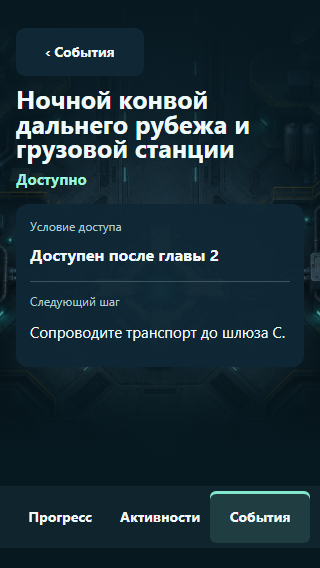 ‹ События
Ночной конвой
дальнего рубежа и
грузовой станции
Доступно
Условие доступа
Доступен после главы 2
Следующий шаг
Сопроводите транспорт до шлюза С.
Прогресс
Активности
События